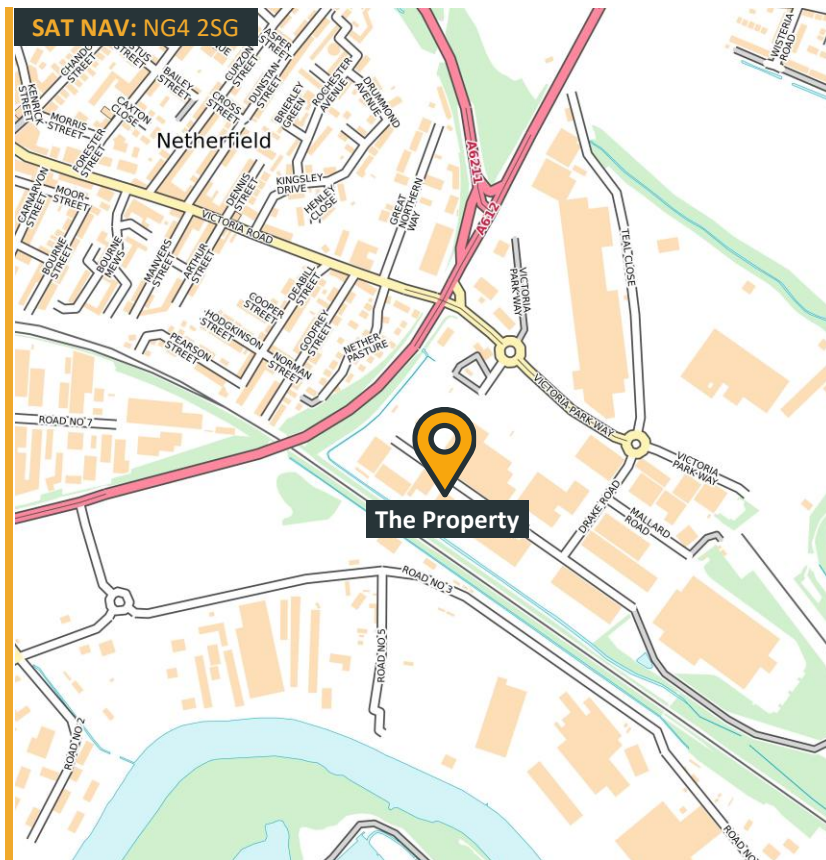 SAT NAV: NG4 2SG
JASPER
STREET
CURZON
STREET
DUNSTAN
STREET
CROSS
STREET
BAILEY
STREET
CAXTON
CLOSE
KENRICK
STREET
MORRIS
STREET
FORESTER
STREET
BRIERLEY
GREEN
ROCHESTER
AVENUE
DRUMMOND
AVENUE
WISTERIA
ROAD
Netherfield
A6211
A612
CARNARVON
STREET
MOOR
STREET
DENNIS
STREET
KINGSLEY
DRIVE
HENLEY
CLOSE
GREAT
NORTHERN
WAY
VICTORIA ROAD
BOURNE
STREET
BOURNE
MEWS
MANVERS
STREET
ARTHUR
STREET
TEAL CLOSE
VICTORIA
PARK WAY
COOPER
STREET
DEABILL
STREET
HODGKINSON
STREET
GODFREY
STREET
NORMAN
STREET
PEARSON
STREET
NETHER
PASTURE
VICTORIA PARK WAY
ROAD NO 7
VICTORIA
PARK WAY
DRAKE ROAD
MALLARD
ROAD
The Property
ROAD NO 3
ROAD NO 5
ROAD NO 2